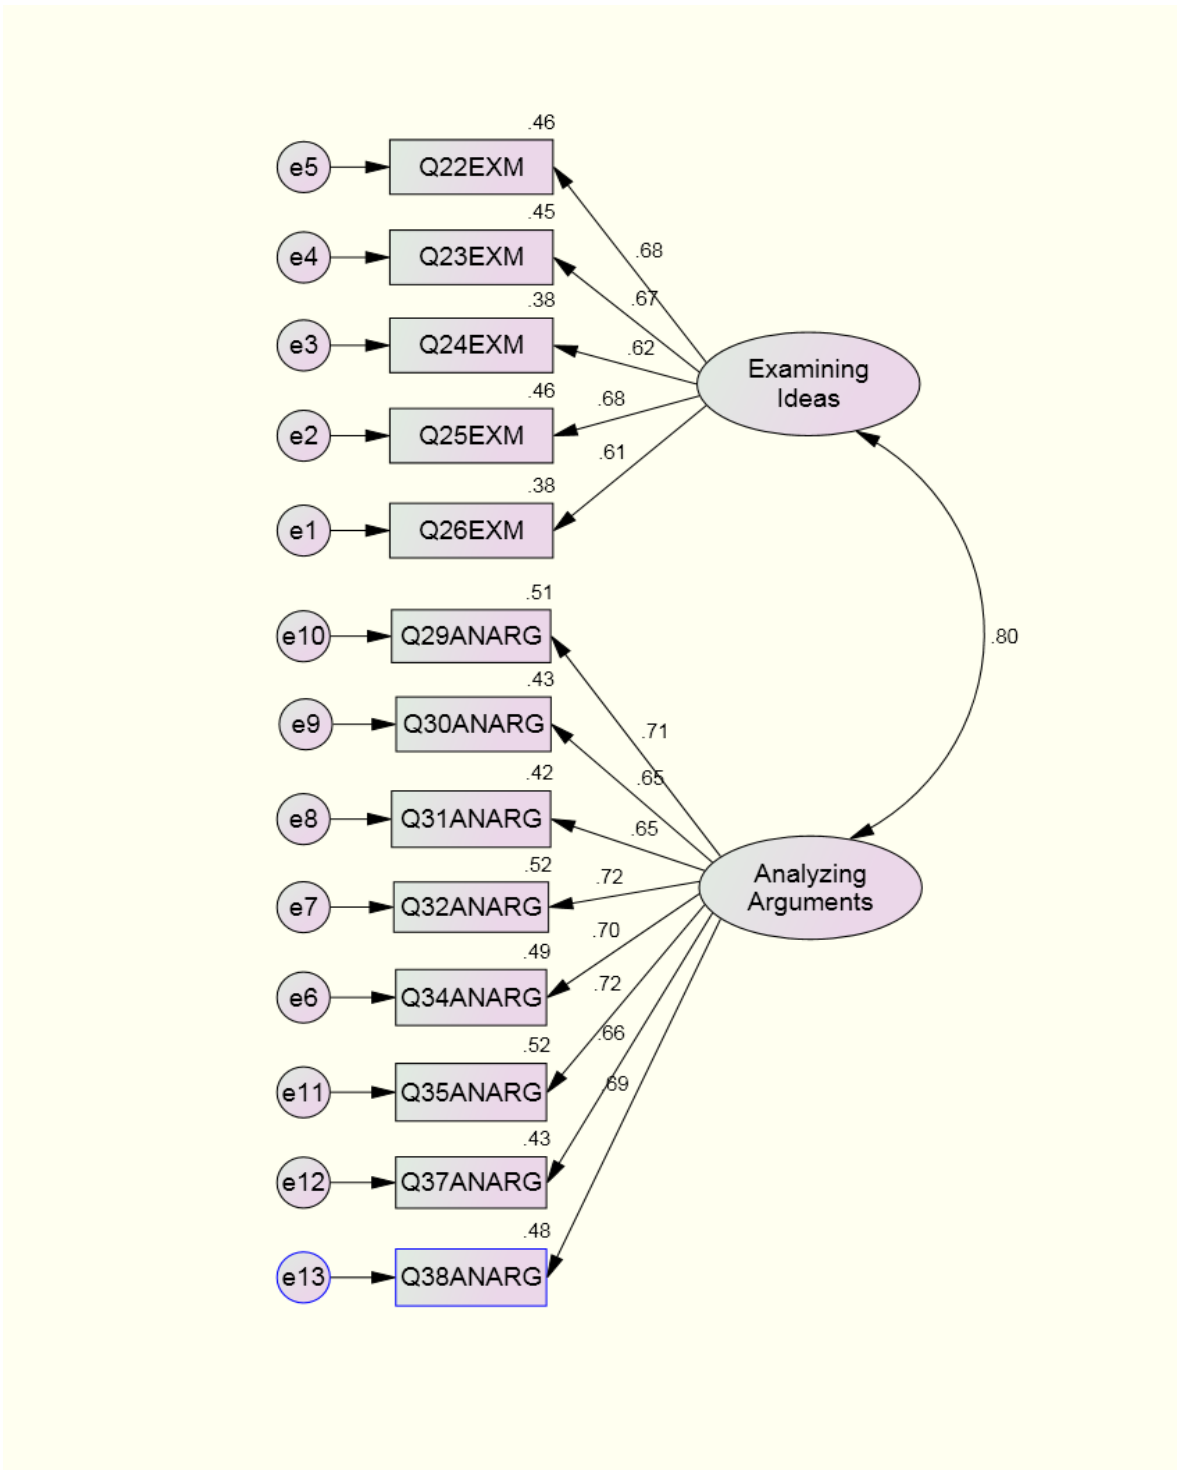 .46
e5 Q22EXM
.45
.68
e4 Q23EXM
.67
.38
e3 Q24EXM
.62
Examining
Ideas
.46
.68
e2 Q25EXM
.61
.38
e1 Q26EXM
.51
e10 Q29ANARG
.80
.43
e9 Q30ANARG
.71
.42
.65
e8 Q31ANARG
.65
.52
.72
Analyzing
Arguments
e7 Q32ANARG
.70
.49
e6 Q34ANARG
.72
.66
.52
.69
e11 Q35ANARG
.43
e12 Q37ANARG
.48
e13 Q38ANARG